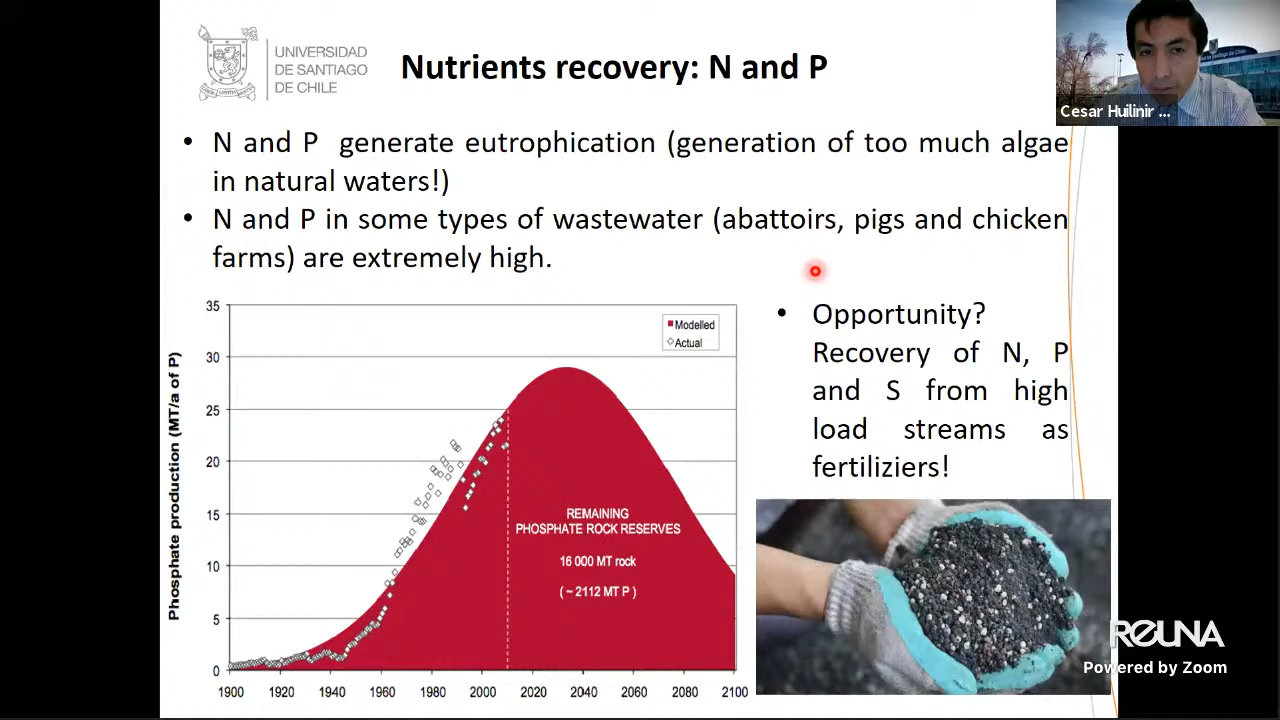 UNIVERSIDAD
DE SANTIAGO
DE CHILE
Nutrients recovery: N and P
Cesar Huilinir ...
• N and P generate eutrophication (generation of too much algae
in natural waters!)
• N and P in some types of wastewater (abattoirs, pigs and chicken
farms) are extremely high.
Phosphate production (MT/a of P)
35
30
25
20
15
10
5
0
Modelled
Actual
REMAINING
PHOSPHATE ROCK RESERVES
16 000 MT rock
( ~ 2112 MT P )
1900 1920 1940 1960 1980 2000 2020 2040 2060 2080 2100
• Opportunity?
Recovery of N, P
and S from high
load streams as
fertiliziers!
REUNA
Powered by Zoom